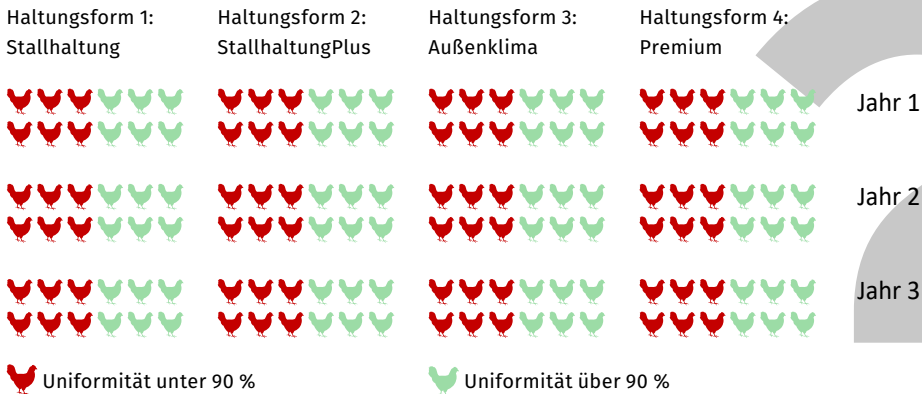 Haltungsform 1:
Stallhaltung
Haltungsform 2:
StallhaltungPlus
Haltungsform 3:
Außenklima
Haltungsform 4:
Premium
Jahr 1
Jahr 2
Jahr 3
Uniformität unter 90 %
Uniformität über 90 %